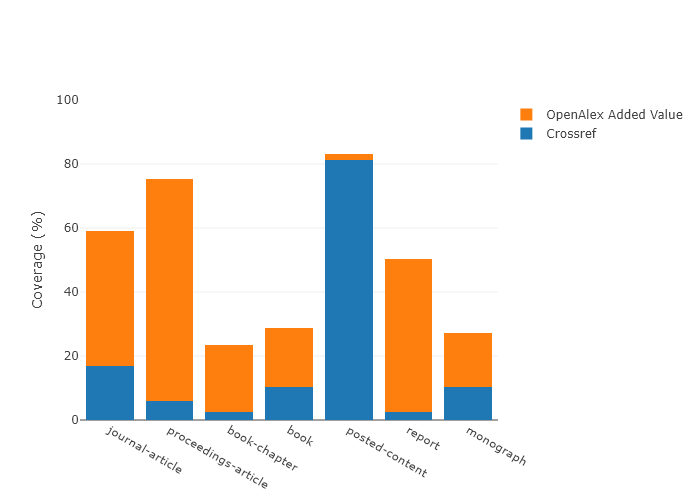 OpenAlex Added Value
Crossref
Coverage (%)
100
80
60
40
20
0
journal-article
proceedings-article
book-chapter
book
posted-content
report
monograph